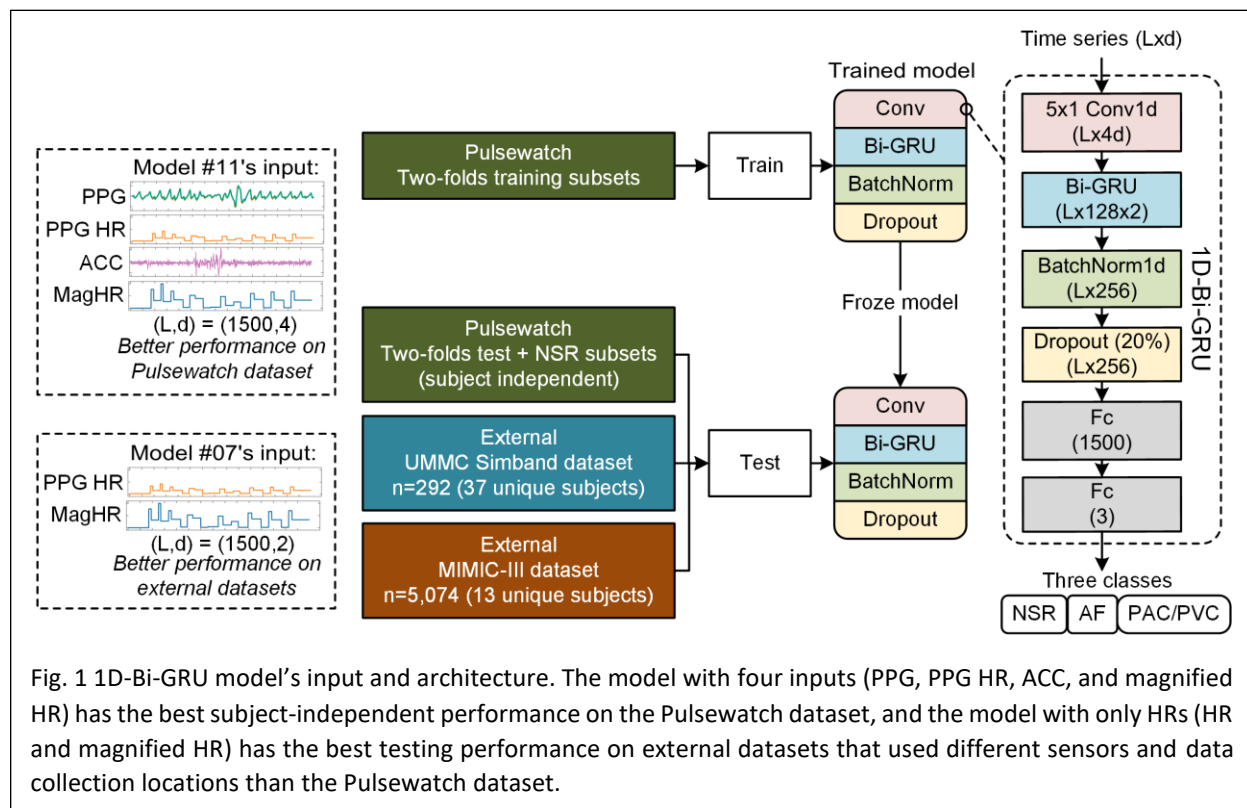 Model #11's input:
PPG
PPG HR
ACC
MagHR
(L,d) = (1500,4)
Better performance on
Pulsewatch dataset
Model #07's input:
PPG HR
MagHR
(L,d) = (1500,2)
Better performance on
external datasets
Pulsewatch
Two-folds training subsets
Train
Trained model
Conv
Bi-GRU
BatchNorm
Dropout
Froze model
Pulsewatch
Two-folds test + NSR subsets
(subject independent)
External
UMMC Simband dataset
n=292 (37 unique subjects)
External
MIMIC-III dataset
n=5,074 (13 unique subjects)
Test
Conv
Bi-GRU
BatchNorm
Dropout
Time series (Lxd)
5x1 Conv1d
(Lx4d)
Bi-GRU
(Lx128x2)
BatchNorm1d
(Lx256)
Dropout (20%)
(Lx256)
Fc
(1500)
Fc
(3)
1D-Bi-GRU
Three classes
NSR
AF
PAC/PVC
Fig. 1 1D-Bi-GRU model’s input and architecture. The model with four inputs (PPG, PPG HR, ACC, and magnified
HR) has the best subject-independent performance on the Pulsewatch dataset, and the model with only HRs (HR
and magnified HR) has the best testing performance on external datasets that used different sensors and data
collection locations than the Pulsewatch dataset.